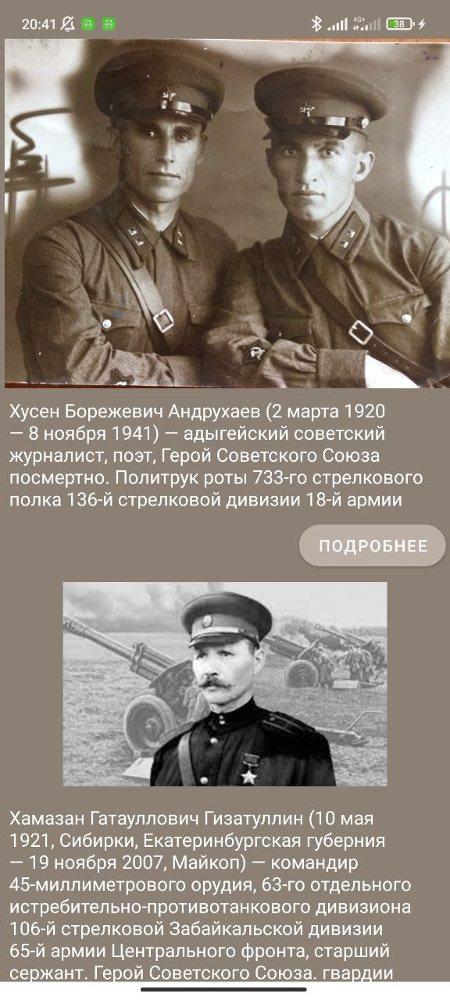 20:41
4G+
38
Хусен Борежевич Андрухаев (2 марта 1920
— 8 ноября 1941) — адыгейский советский
журналист, поэт, Герой Советского Союза
посмертно. Политрук роты 733-го стрелкового
полка 136-й стрелковой дивизии 18-й армии
ПОДРОБНЕЕ
Хамазан Гатауллович Гизатуллин (10 мая
1921, Сибирки, Екатеринбургская губерния
— 19 ноября 2007, Майкоп) — командир
45-миллиметрового орудия, 63-го отдельного
истребительно-противотанкового дивизиона
106-й стрелковой Забайкальской дивизии
65-й армии Центрального фронта, старший
сержант. Герой Советского Союза. гвардии